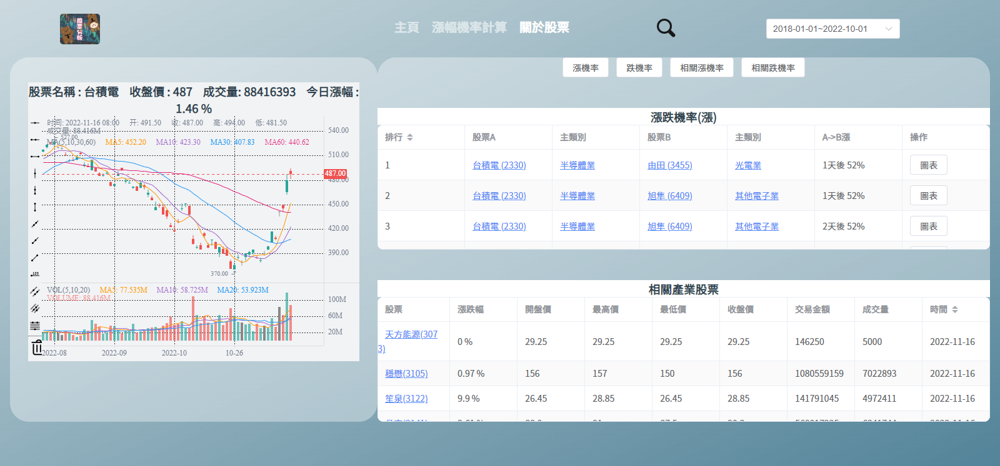 股票分析
主頁 漲幅機率計算 關於股票
2018-01-01~2022-10-01
漲機率 跌機率 相關漲機率 相關跌機率
股票名稱 : 台積電 收盤價 : 487 成交量: 88416393 今日漲幅 :
1.46 %
时间: 2022-11-16 08:00 开: 491.50 收: 487.00 高: 494.00 低: 481.50
成交量: 88.416M
527.00
MA(5,10,30,60) MA5: 452.20 MA10: 423.30 MA30: 407.83 MA60: 440.62
540.00
510.00
487.00
480.00
450.00
420.00
390.00
370.00
VOL(5,10,20) MA5: 77.535M MA10: 58.725M MA20: 53.923M
VOLUME: 88.416M
100M
60M
20M
2022-08 2022-09 2022-10 10-26
漲跌機率(漲)
排行 股票A 主類別 股票B 主類別 A->B漲 操作
1 台積電 (2330) 半導體業 由田 (3455) 光電業 1天後 52% 圖表
2 台積電 (2330) 半導體業 旭隼 (6409) 其他電子業 1天後 52% 圖表
3 台積電 (2330) 半導體業 旭隼 (6409) 其他電子業 2天後 52% 圖表
相關產業股票
股票 漲跌幅 開盤價 最高價 最低價 收盤價 交易金額 成交量 時間
天方能源(307
3) 0 % 29.25 29.25 29.25 29.25 146250 5000 2022-11-16
穩懋(3105) 0.97 % 156 157 150 156 1080559159 7022893 2022-11-16
笙泉(3122) 9.9 % 26.45 28.85 26.45 28.85 141791045 4972411 2022-11-16